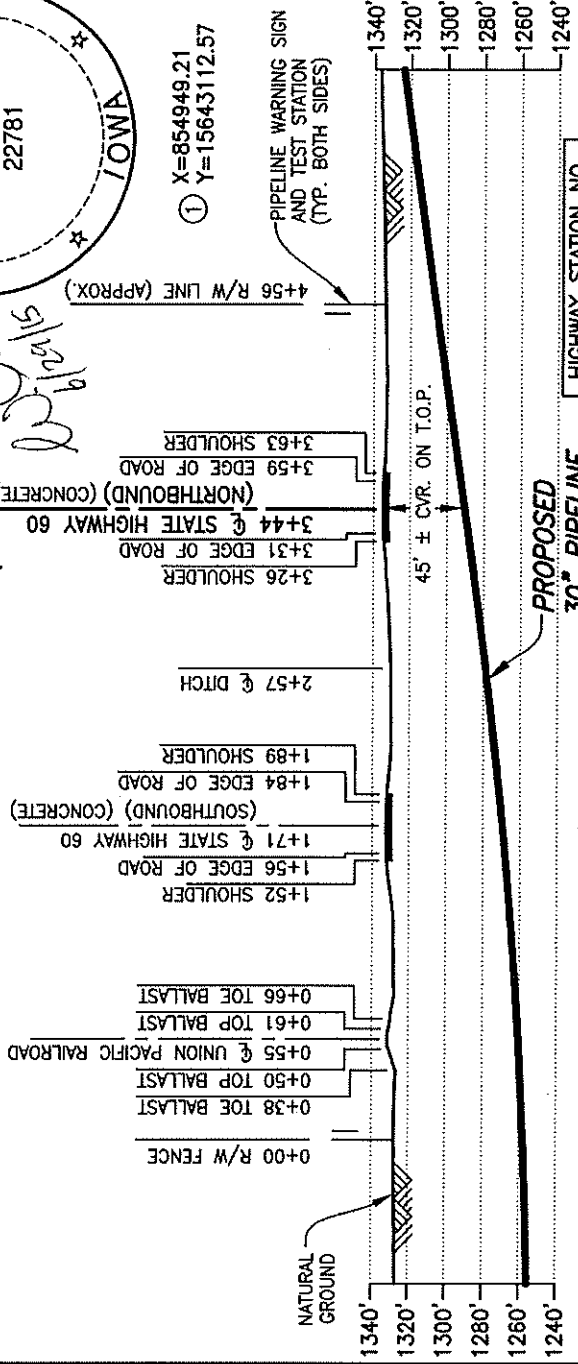 22781
IOWA
6/29/15
① X=854949.21
Y=15643112.57
PIPELINE WARNING SIGN
AND TEST STATION
(TYP. BOTH SIDES)
NATURAL
GROUND
0+00 R/W FENCE
0+38 TOE BALLAST
0+50 TOP BALLAST
0+55 ℄ UNION PACIFIC RAILROAD
0+61 TOP BALLAST
0+66 TOE BALLAST
1+52 SHOULDER
1+56 EDGE OF ROAD
1+71 ℄ STATE HIGHWAY 60
(SOUTHBOUND) (CONCRETE)
1+84 EDGE OF ROAD
1+89 SHOULDER
2+57 ℄ DITCH
3+26 SHOULDER
3+31 EDGE OF ROAD
3+44 ℄ STATE HIGHWAY 60
(NORTHBOUND) (CONCRETE)
3+59 EDGE OF ROAD
3+63 SHOULDER
4+56 R/W LINE (APPROX.)
1340'
1320'
1300'
1280'
1260'
1240'
45' ± CVR. ON T.O.P.
1340'
1320'
1300'
1280'
1260'
1240'
PROPOSED
30" PIPELINE
HIGHWAY STATION NO.